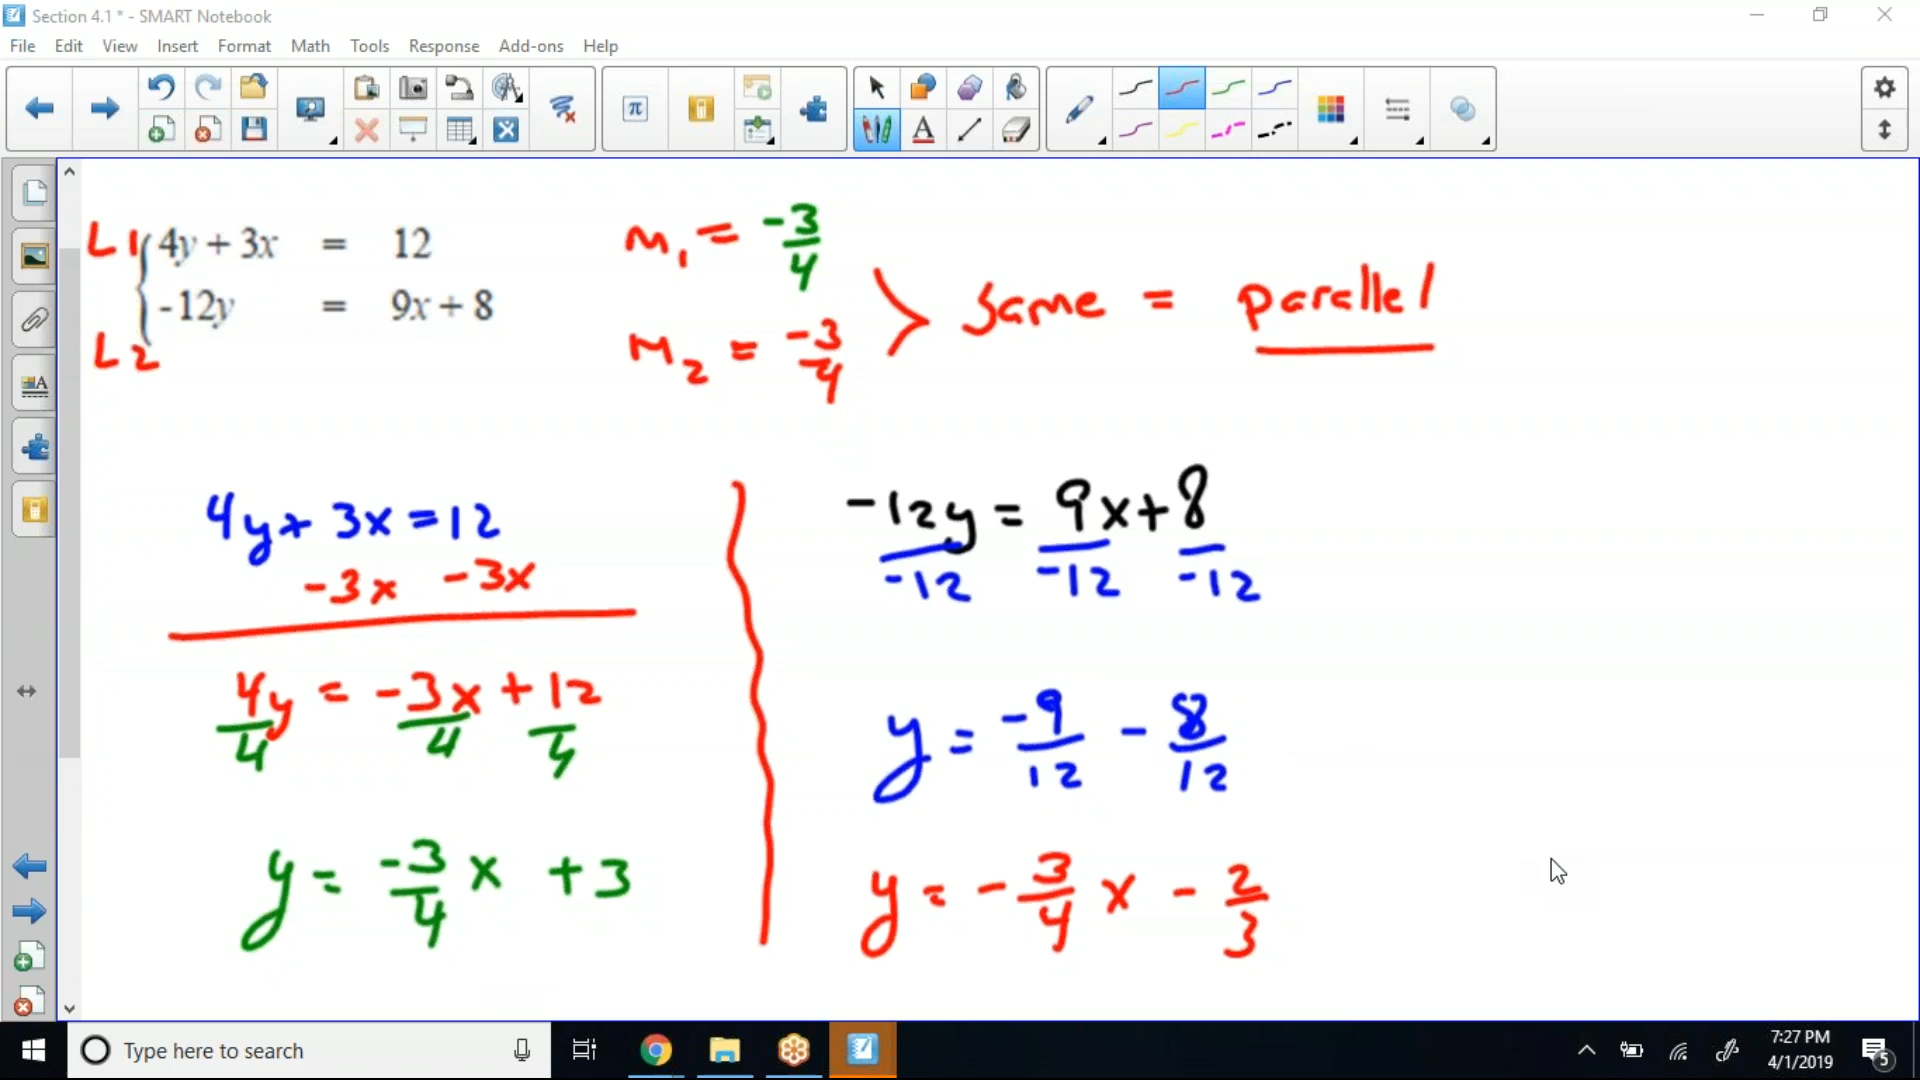 Section 4.1 * - SMART Notebook
File Edit View Insert Format Math Tools Response Add-ons Help
L1 4y + 3x = 12
L2 -12y = 9x + 8
m₁ = -3/4
m₂ = -3/4
same = parallel
4y + 3x = 12
-3x -3x
4y/4 = -3x/4 + 12/4
y = -3/4 x + 3
-12y/-12 = 9x/-12 + 8/-12
y = -9/12 - 8/12
y = - 3/4 x - 2/3
Type here to search
7:27 PM
4/1/2019
5